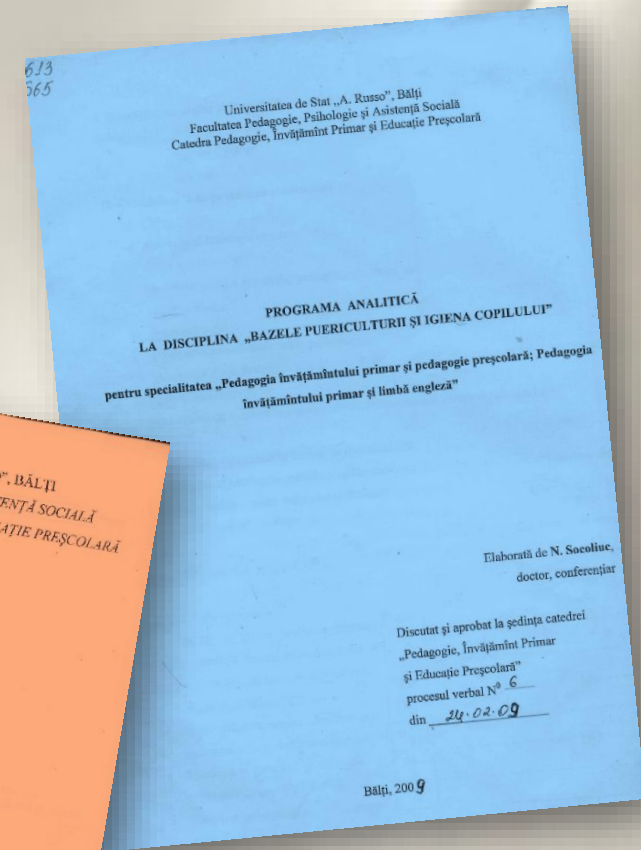 613
565
Universitatea de Stat „A. Russo”, Bălţi
Facultatea Pedagogie, Psihologie şi Asistenţă Socială
Catedra Pedagogie, Învăţămînt Primar şi Educaţie Preşcolară
PROGRAMA ANALITICĂ
LA DISCIPLINA „BAZELE PUERICULTURII ŞI IGIENA COPILULUI”
pentru specialitatea „Pedagogia învăţămîntului primar şi pedagogie preşcolară; Pedagogia
învăţămîntului primar şi limbă engleză”
Elaborată de N. Socoliuc,
doctor, conferenţiar
Discutat şi aprobat la şedinţa catedrei
„Pedagogie, Învăţămînt Primar
şi Educaţie Preşcolară”
procesul verbal Nº 6
din 24.02.09
Bălţi, 2009
”, BĂLŢI
SOCIALĂ
PREŞCOLARĂ